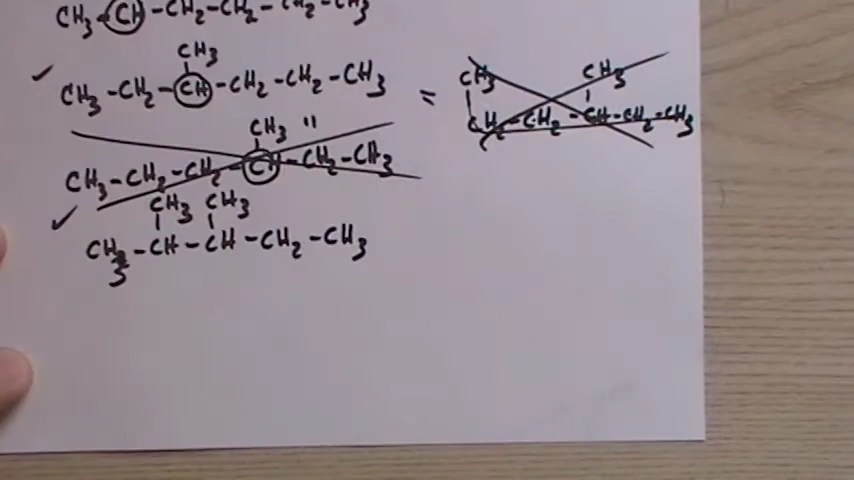 CH3-CH-CH2-CH2-CH2-CH3
✓ CH3
CH3-CH2-CH-CH2-CH2-CH3 = CH3 CH3
CH2-CH2-CH-CH2-CH3
CH3 "
CH3-CH2-CH2-CH-CH2-CH3
✓ CH3 CH3
CH3-CH-CH-CH2-CH3